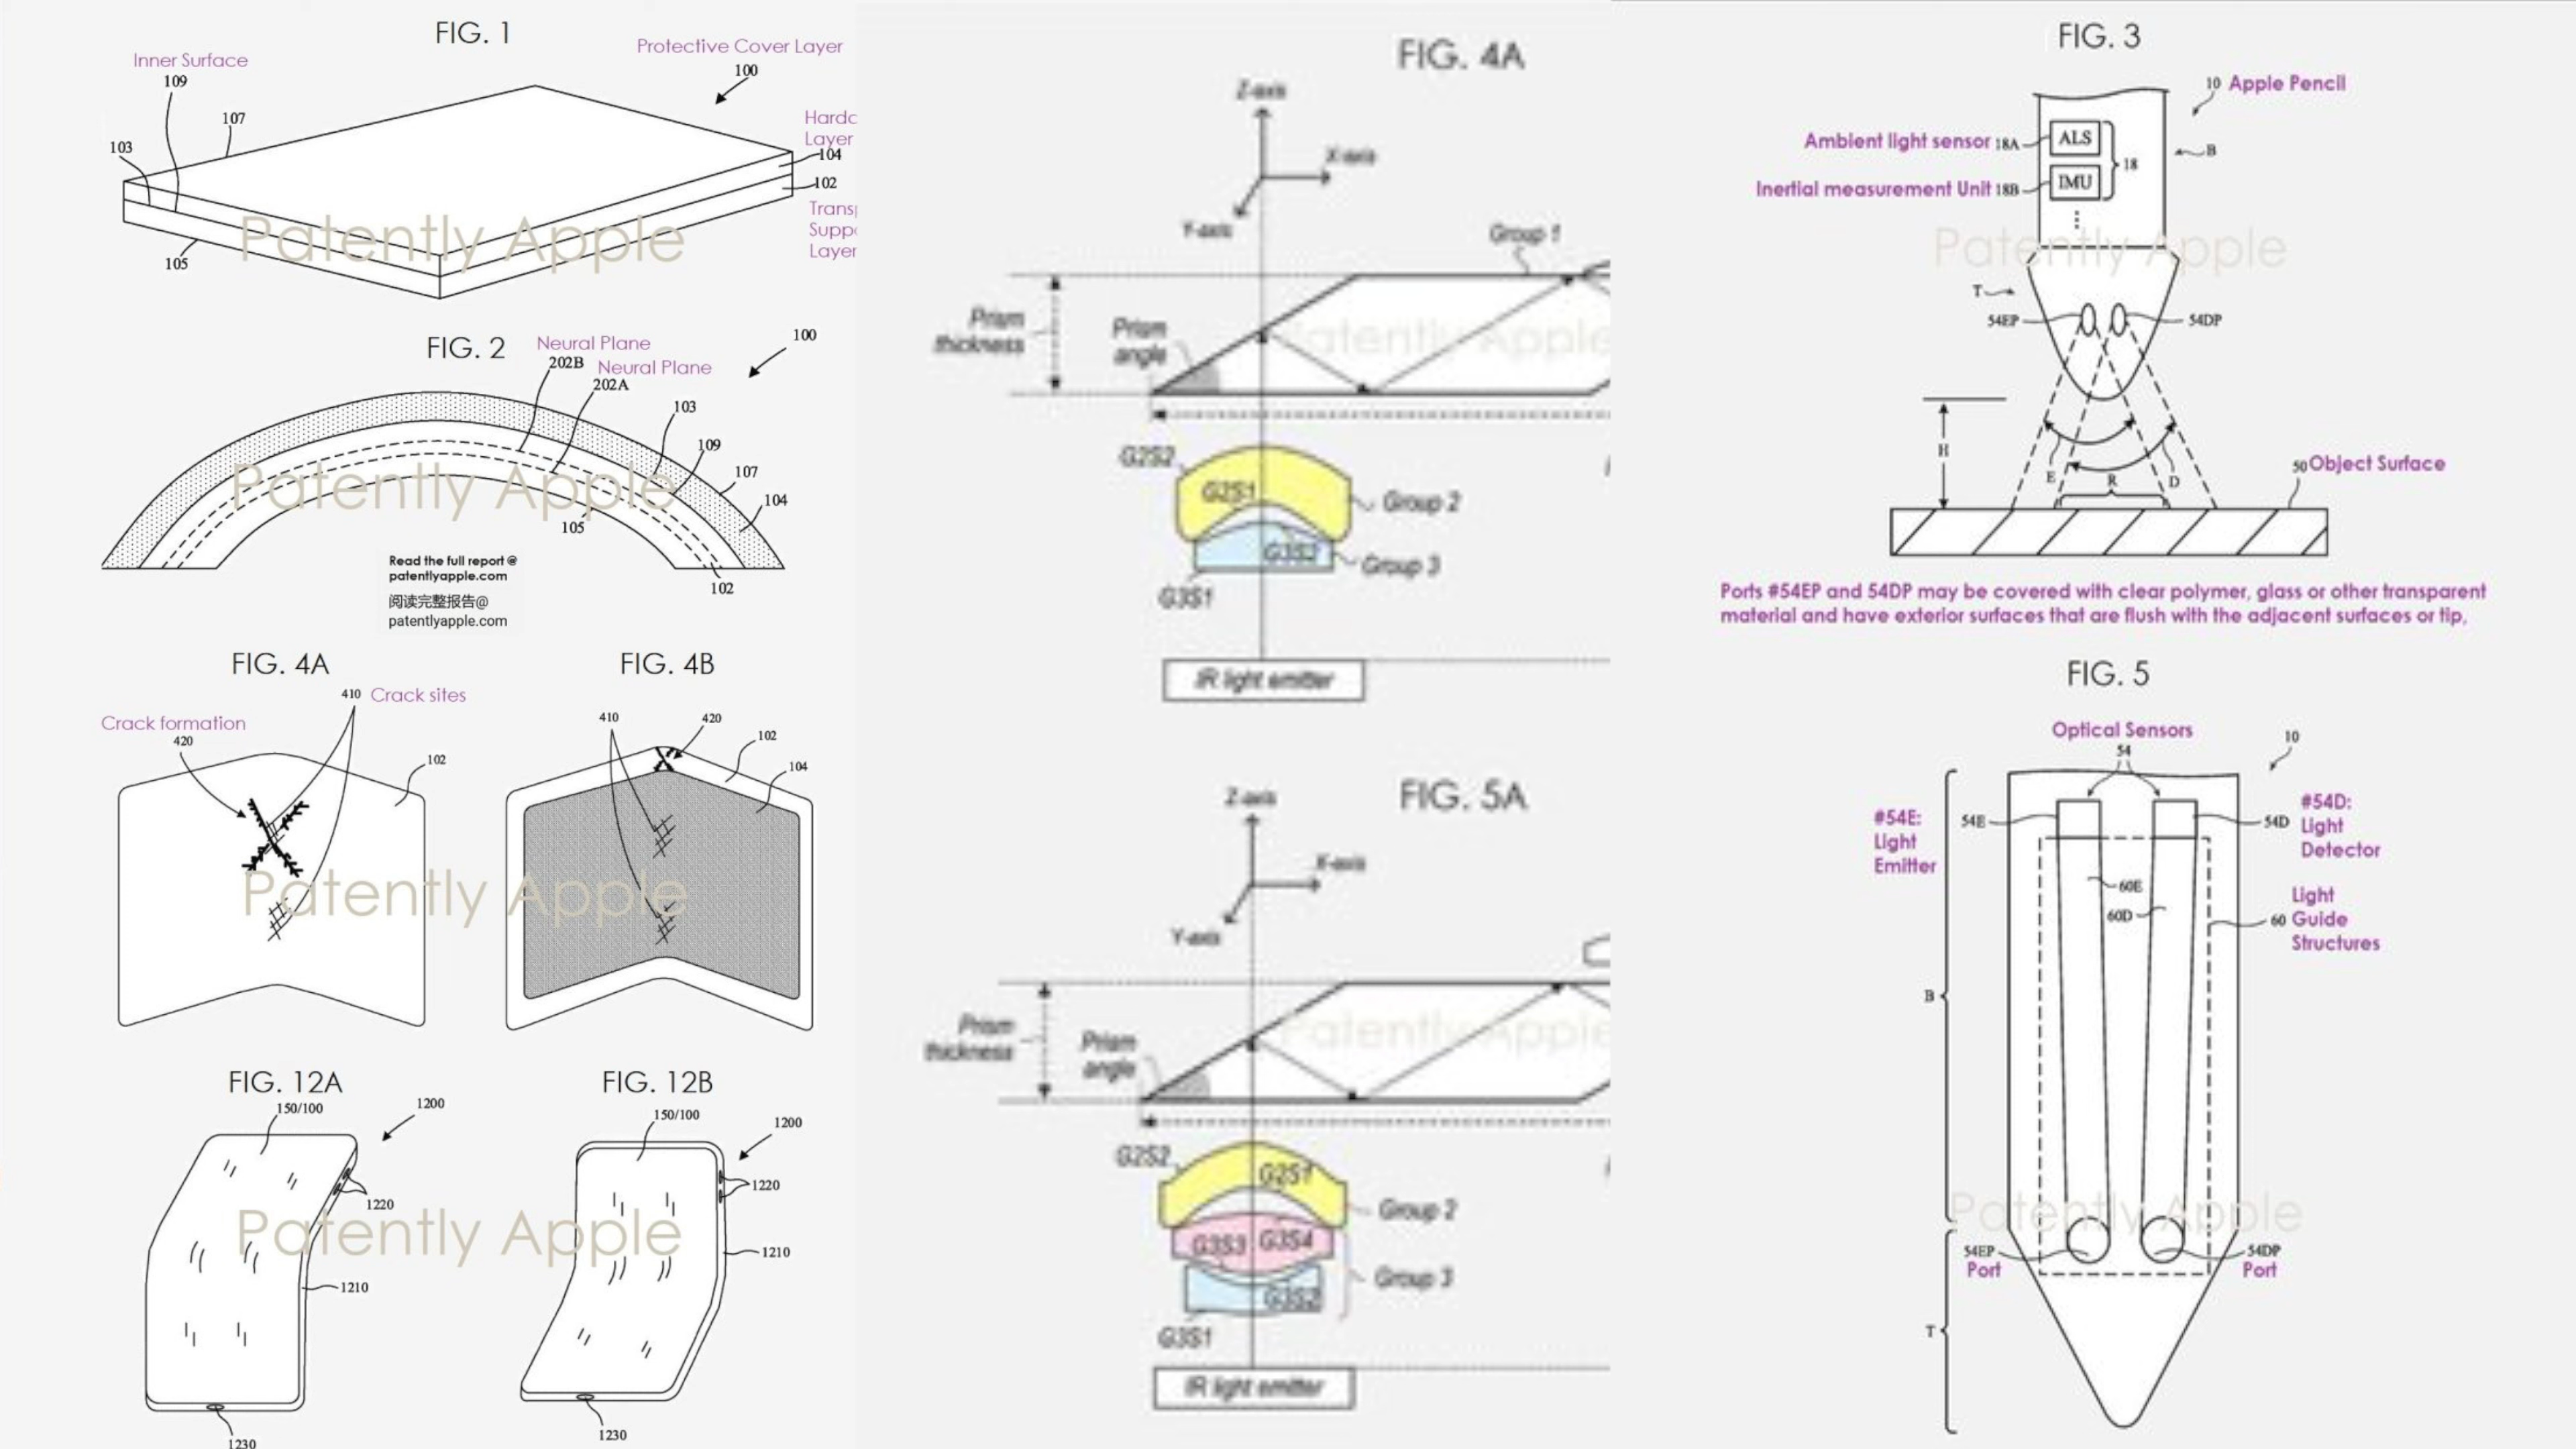 FIG. 1
Inner Surface
109
Protective Cover Layer
100
107
103
Hardc
Layer
104
102
Trans
Supp
Layer
Patently Apple
105
FIG. 2
Neural Plane
202B
Neural Plane
202A
100
103
109
107
104
Patently Apple
105
102
Read the full report @
patentlyapple.com
阅读完整报告@
patentlyapple.com
FIG. 4A
410 Crack sites
Crack formation
420
102
FIG. 4B
410
420
102
104
Patently Apple
FIG. 12A
150/100
1200
1220
1210
1230
FIG. 12B
150/100
1200
1220
1210
1230
Patently Apple
FIG. 4A
Z-axis
X-axis
Y-axis
Group 1
Prism
thickness
Prism
angle
Patently Apple
G2S2
G2S1
Group 2
G3S2
Group 3
G3S1
IR light emitter
FIG. 5A
Z-axis
X-axis
Y-axis
Prism
thickness
Prism
angle
Patently Apple
G2S2
G2S1
Group 2
G3S3
G3S4
Group 3
G3S2
G3S1
IR light emitter
FIG. 3
10 Apple Pencil
Ambient light sensor 18A
ALS
18
B
Inertial measurement Unit 18B
IMU
Patently Apple
T
54EP
54DP
H
E
R
D
50 Object Surface
Ports #54EP and 54DP may be covered with clear polymer, glass or other transparent
material and have exterior surfaces that are flush with the adjacent surfaces or tip,
FIG. 5
Optical Sensors
54
10
#54E:
Light
Emitter
54E
54D
#54D:
Light
Detector
60E
60D
60
Light
Guide
Structures
B
Patently Apple
54EP
Port
54DP
Port
T